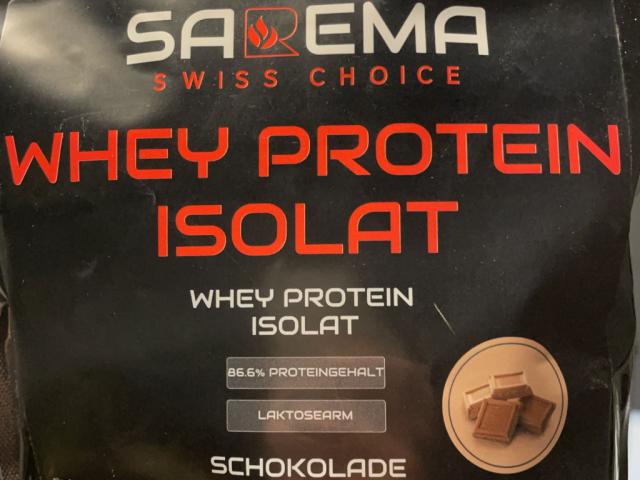 SAREMA
SWISS CHOICE
WHEY PROTEIN
ISOLAT
WHEY PROTEIN
ISOLAT
86.6% PROTEINGEHALT
LAKTOSEARM
SCHOKOLADE